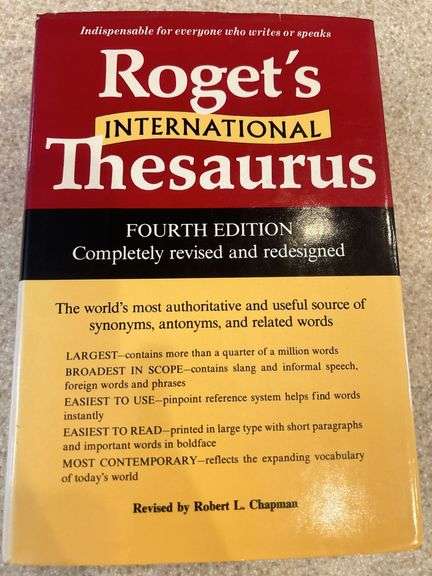 Indispensable for everyone who writes or speaks
Roget's
INTERNATIONAL
Thesaurus
FOURTH EDITION
Completely revised and redesigned
The world's most authoritative and useful source of
synonyms, antonyms, and related words
LARGEST—contains more than a quarter of a million words
BROADEST IN SCOPE—contains slang and informal speech,
foreign words and phrases
EASIEST TO USE—pinpoint reference system helps find words
instantly
EASIEST TO READ—printed in large type with short paragraphs
and important words in boldface
MOST CONTEMPORARY—reflects the expanding vocabulary
of today's world
Revised by Robert L. Chapman